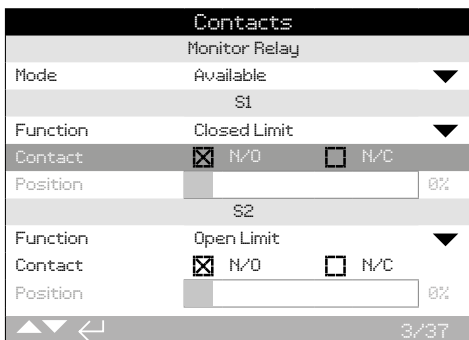 Contacts
Monitor Relay
Mode Available
S1
Function Closed Limit
Contact N/O N/C
Position 0%
S2
Function Open Limit
Contact N/O N/C
Position 0%
3/37